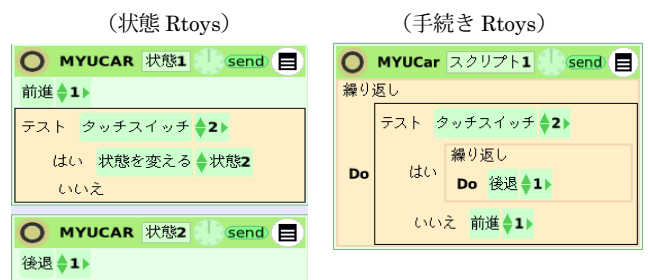 （状態 Rtoys）
MYUCAR 状態1 send
前進 1
テスト タッチスイッチ 2
はい 状態を変える 状態2
いいえ
MYUCAR 状態2 send
後退 1
（手続き Rtoys）
MYUCar スクリプト1 send
繰り返し
テスト タッチスイッチ 2
繰り返し
Do はい Do 後退 1
いいえ 前進 1